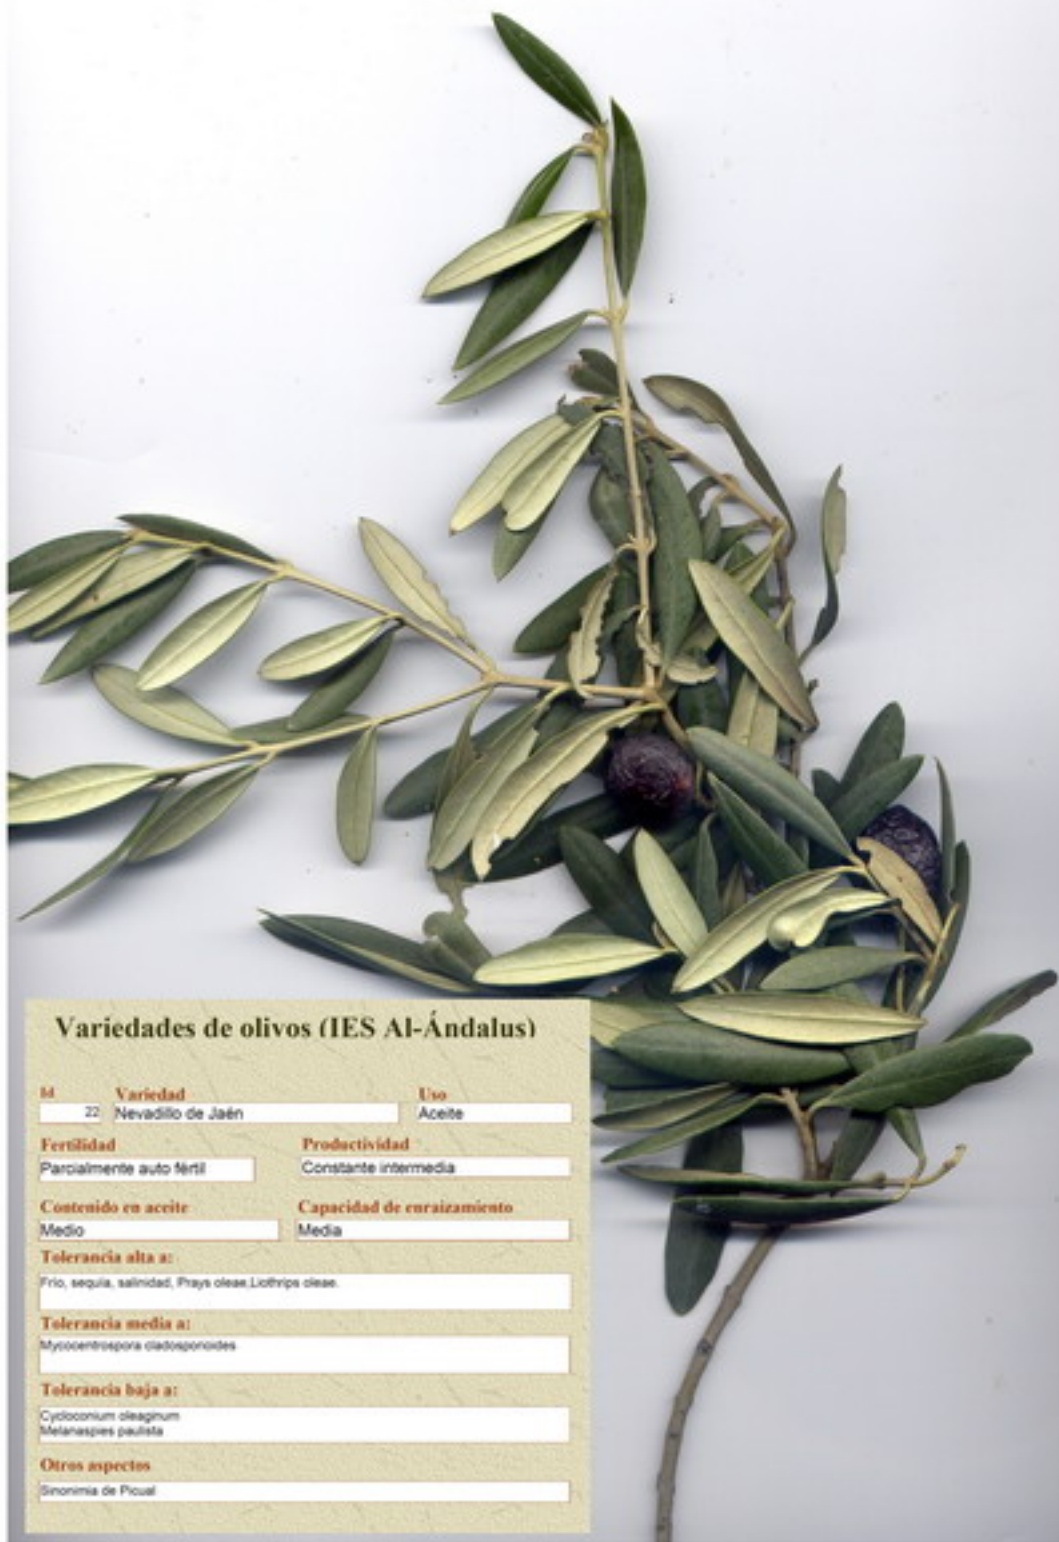 Variedades de olivos (IES Al-Ándalus)
Id Variedad Uso
22 Nevadillo de Jaén Aceite
Fertilidad Productividad
Parcialmente auto fértil Constante intermedia
Contenido en aceite Capacidad de enraizamiento
Medio Media
Tolerancia alta a:
Frío, sequía, salinidad, Prays oleae,Liothrips oleae.
Tolerancia media a:
Mycocentrospora cladosporioides
Tolerancia baja a:
Cycloconium oleaginum
Melanaspies paulista
Otros aspectos
Sinonimia de Picual